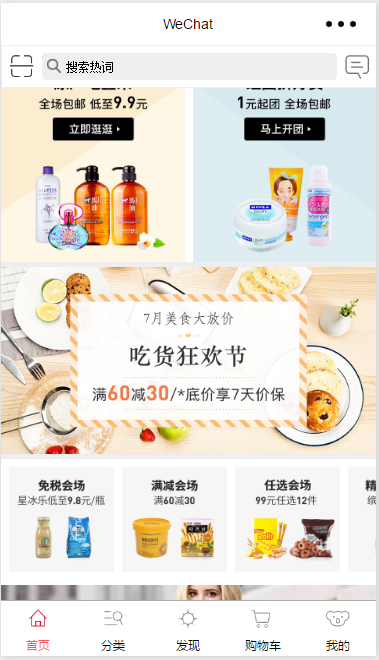 WeChat
搜索热词
全场包邮 低至9.9元
立即逛逛
1元起团 全场包邮
马上开团
NIVEA
7月美食大放价
吃货狂欢节
满60减30/*底价享7天价保
免税会场
星冰乐低至9.8元/瓶
满减会场
满60减30
任选会场
99元任选12件
精
首页
分类
发现
购物车
我的